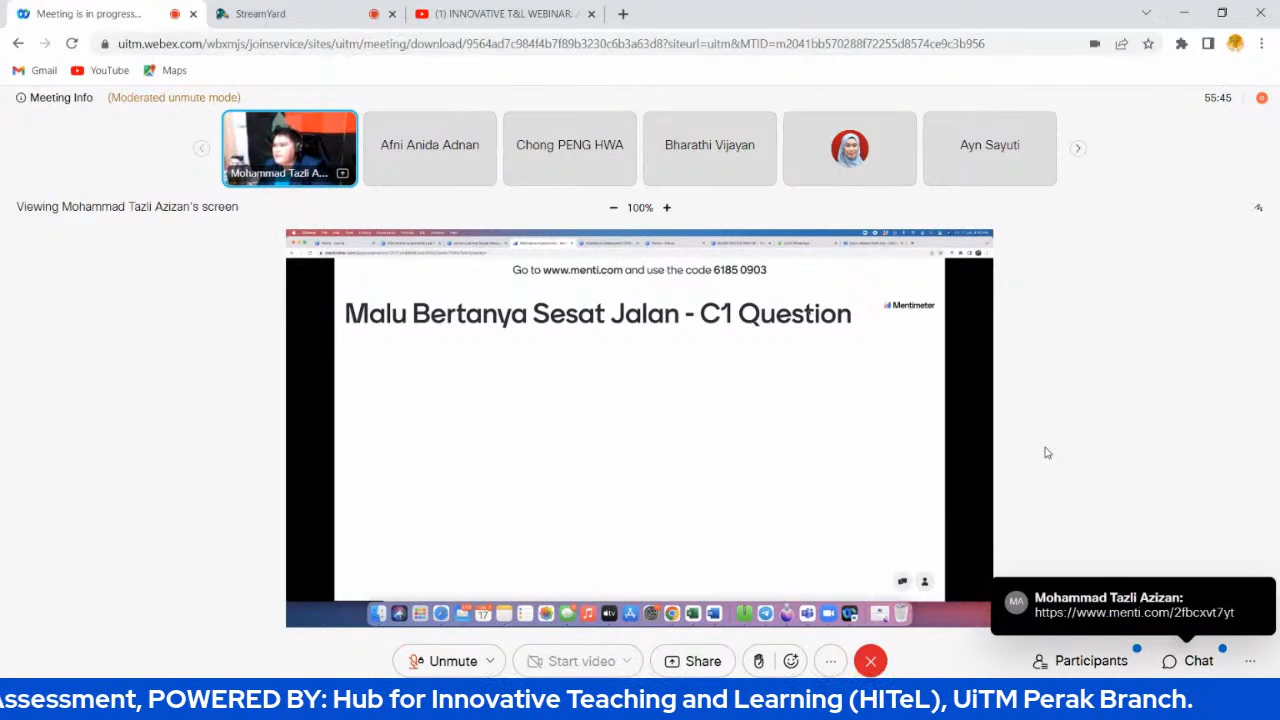 Meeting is in progress...
StreamYard
(1) INNOVATIVE T&L WEBINAR: A
uitm.webex.com/wbxmjs/joinservice/sites/uitm/meeting/download/9564ad7c984f4b7f89b3230c6b3a63d8?siteurl=uitm&MTID=m2041bb570288f72255d8574ce9c3b956
Gmail
YouTube
Maps
Meeting Info
(Moderated unmute mode)
55:45
Mohammad Tazli A...
Afni Anida Adnan
Chong PENG HWA
Bharathi Vijayan
Ayn Sayuti
Viewing Mohammad Tazli Azizan's screen
100%
Go to www.menti.com and use the code 6185 0903
Malu Bertanya Sesat Jalan - C1 Question
Mentimeter
MA
Mohammad Tazli Azizan:
https://www.menti.com/2fbcxvt7yt
Unmute
Start video
Share
Participants
Chat
Assessment, POWERED BY: Hub for Innovative Teaching and Learning (HITeL), UiTM Perak Branch.